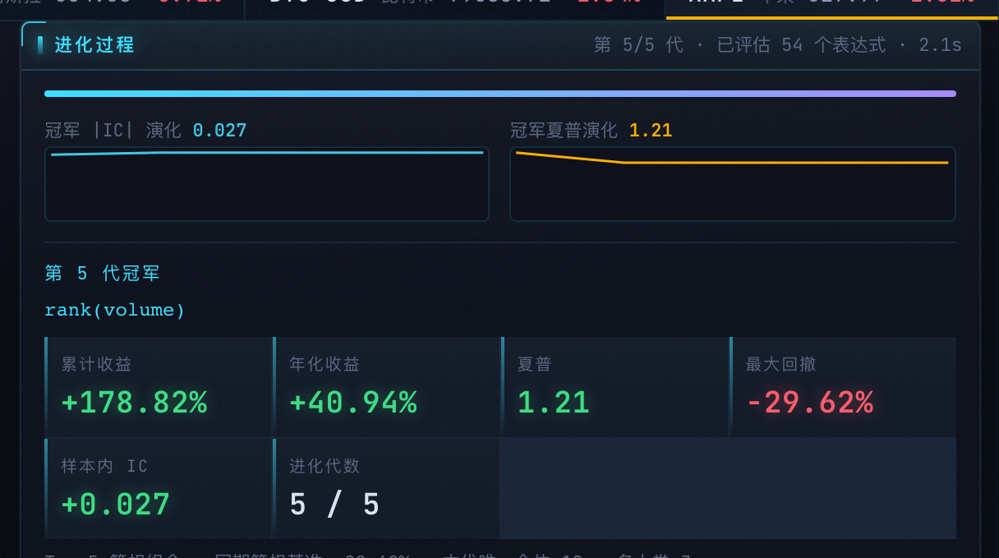 进化过程
第 5/5 代 · 已评估 54 个表达式 · 2.1s
冠军 |IC| 演化 0.027
冠军夏普演化 1.21
第 5 代冠军
rank(volume)
累计收益
+178.82%
年化收益
+40.94%
夏普
1.21
最大回撤
-29.62%
样本内 IC
+0.027
进化代数
5 / 5